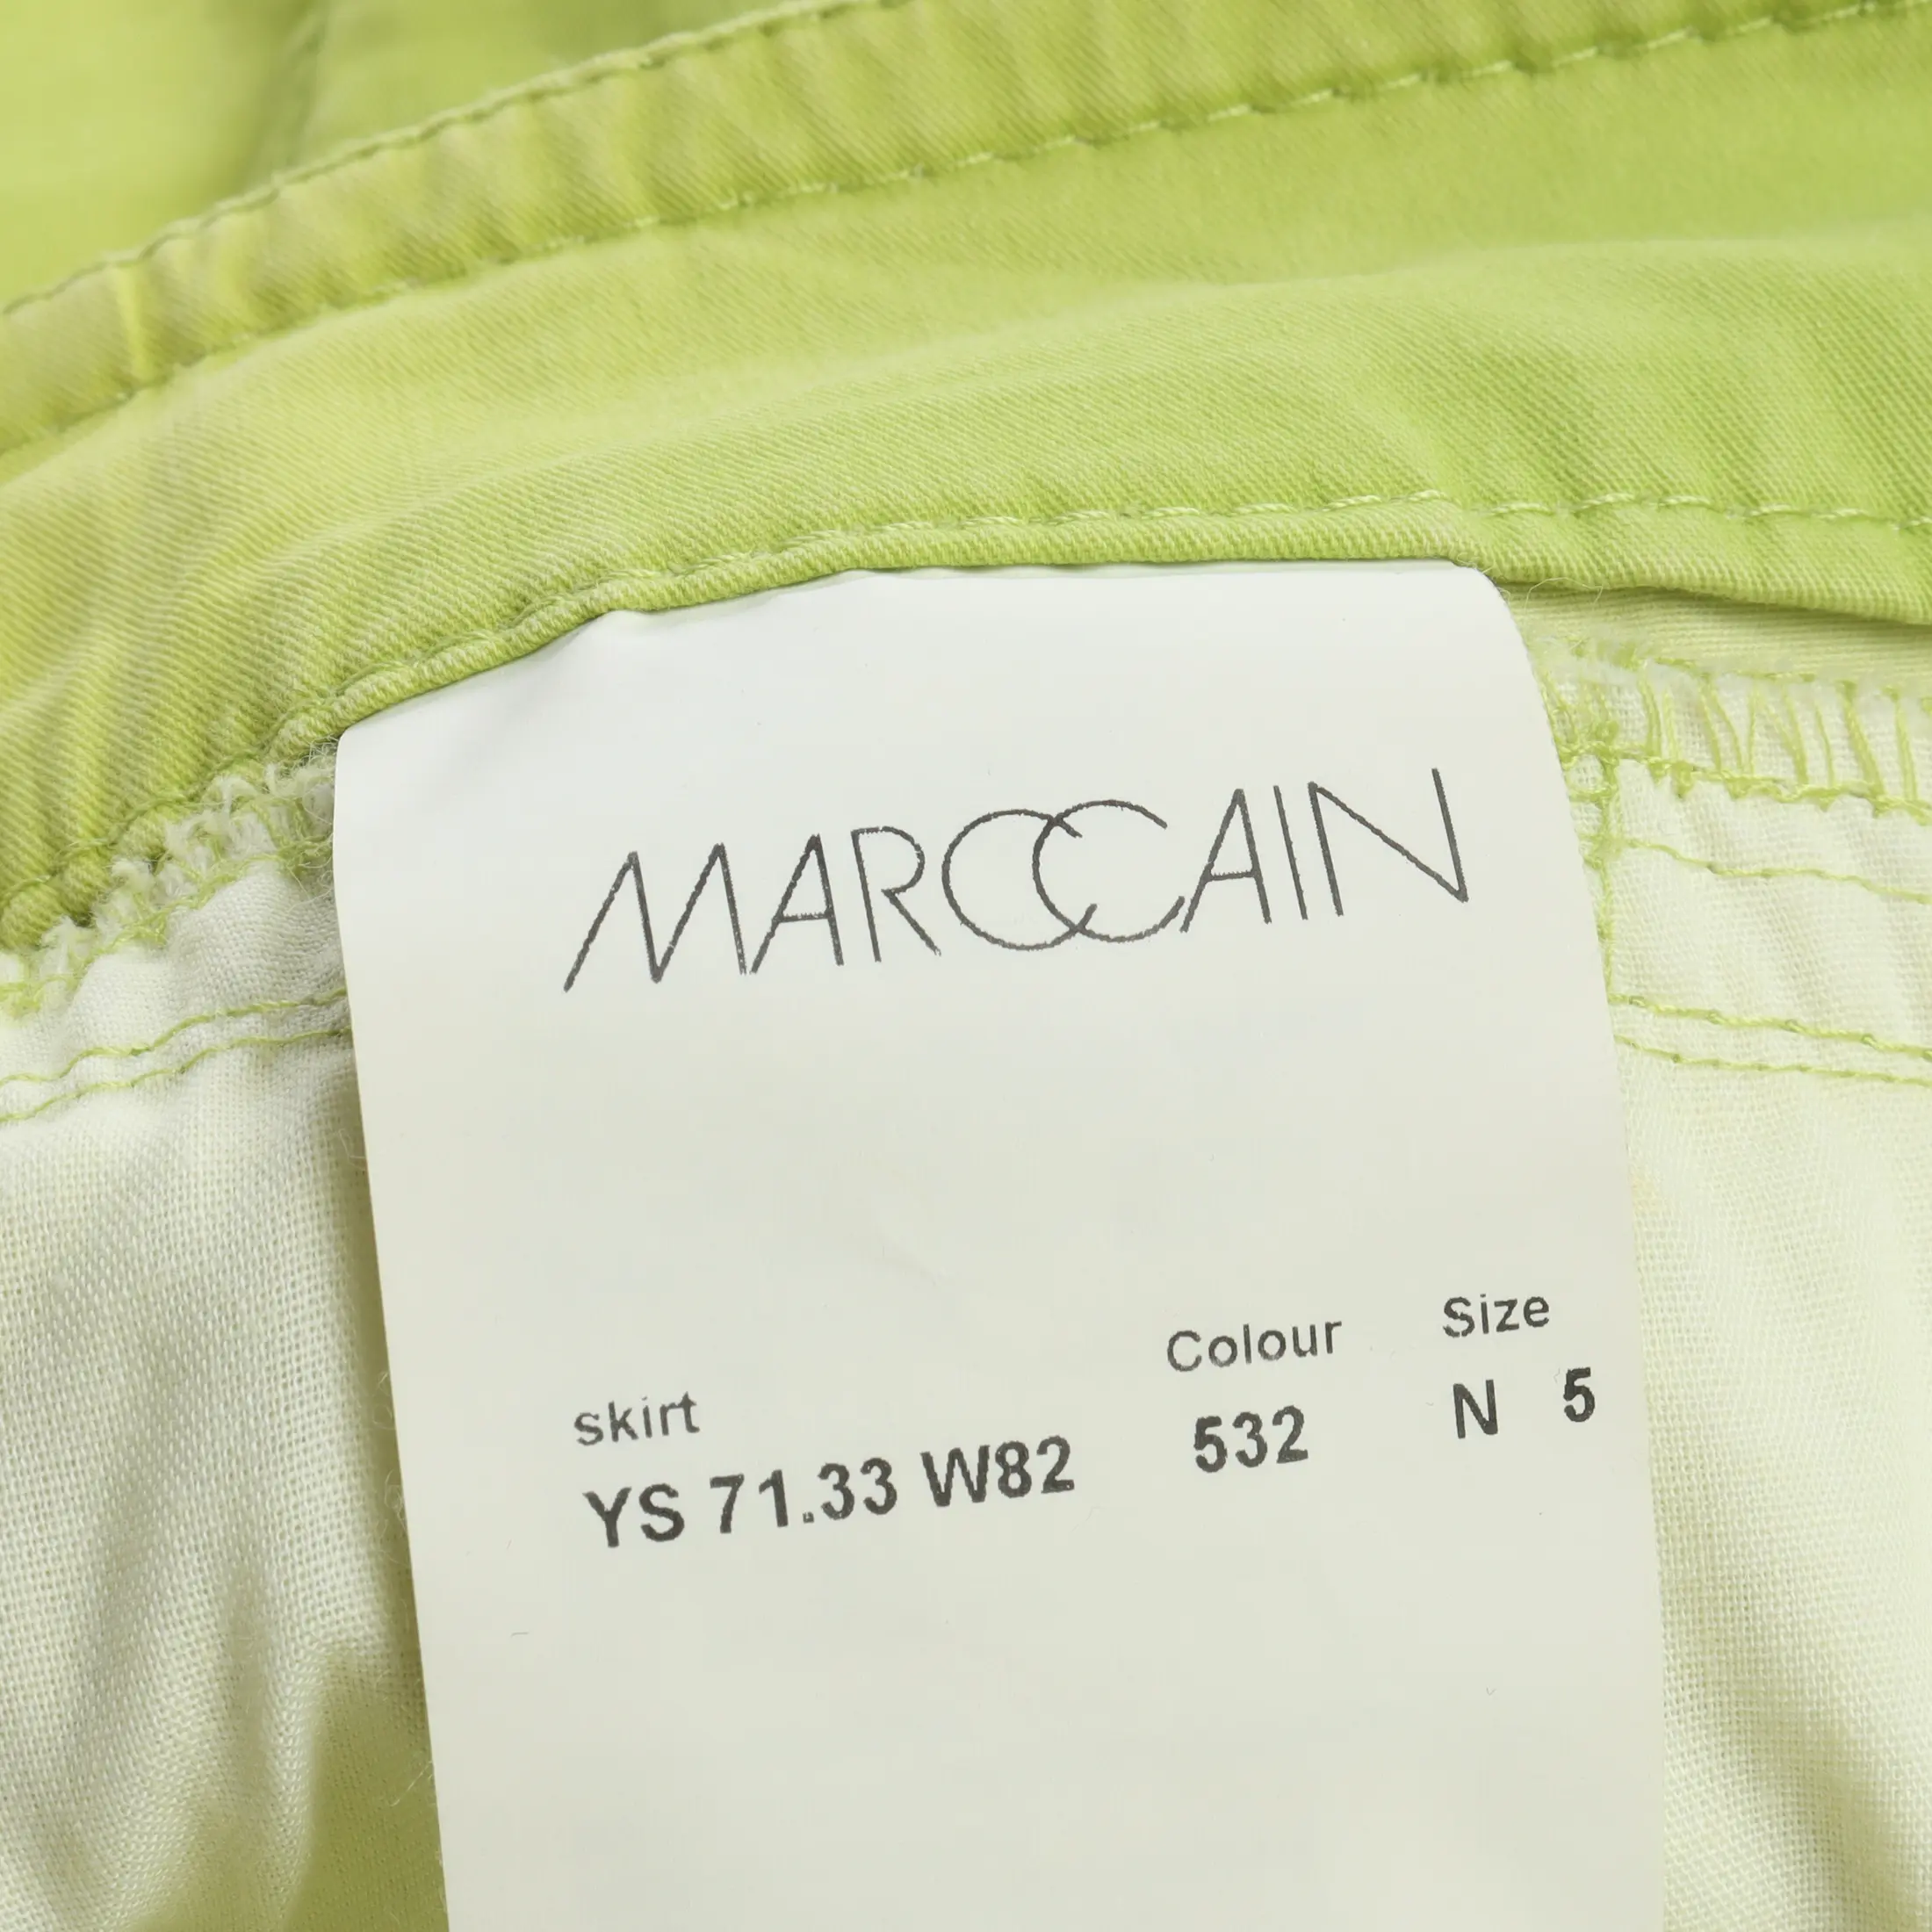 MARCCAIN
skirt Colour Size
YS 71.33 W82 532 N 5